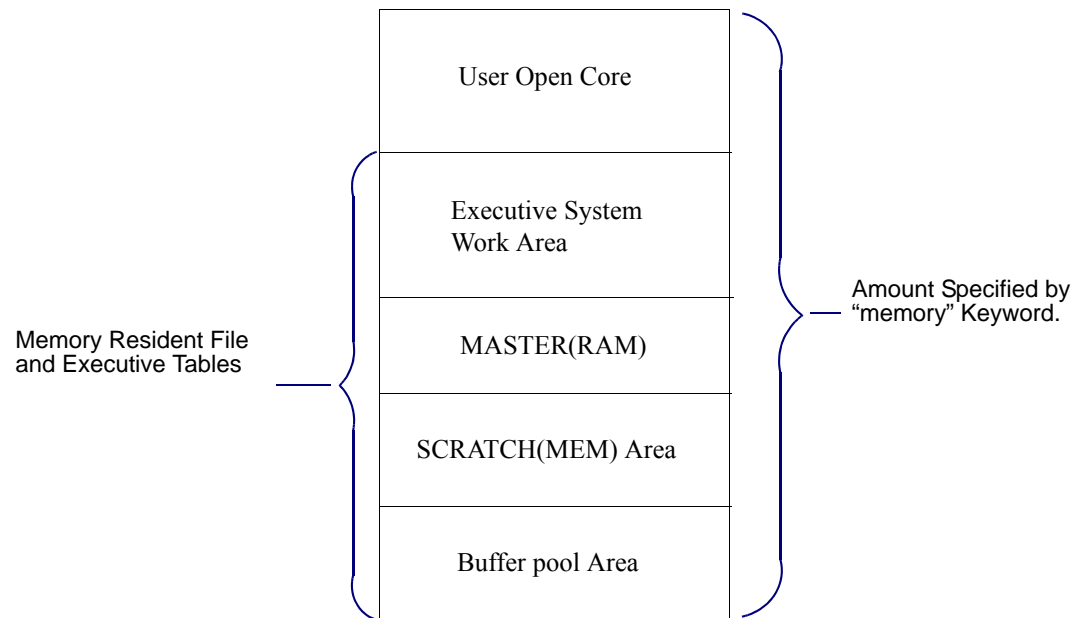 User Open Core
Executive System
Work Area
Amount Specified by
“memory” Keyword.
Memory Resident File
and Executive Tables
MASTER(RAM)
SCRATCH(MEM) Area
Buffer pool Area